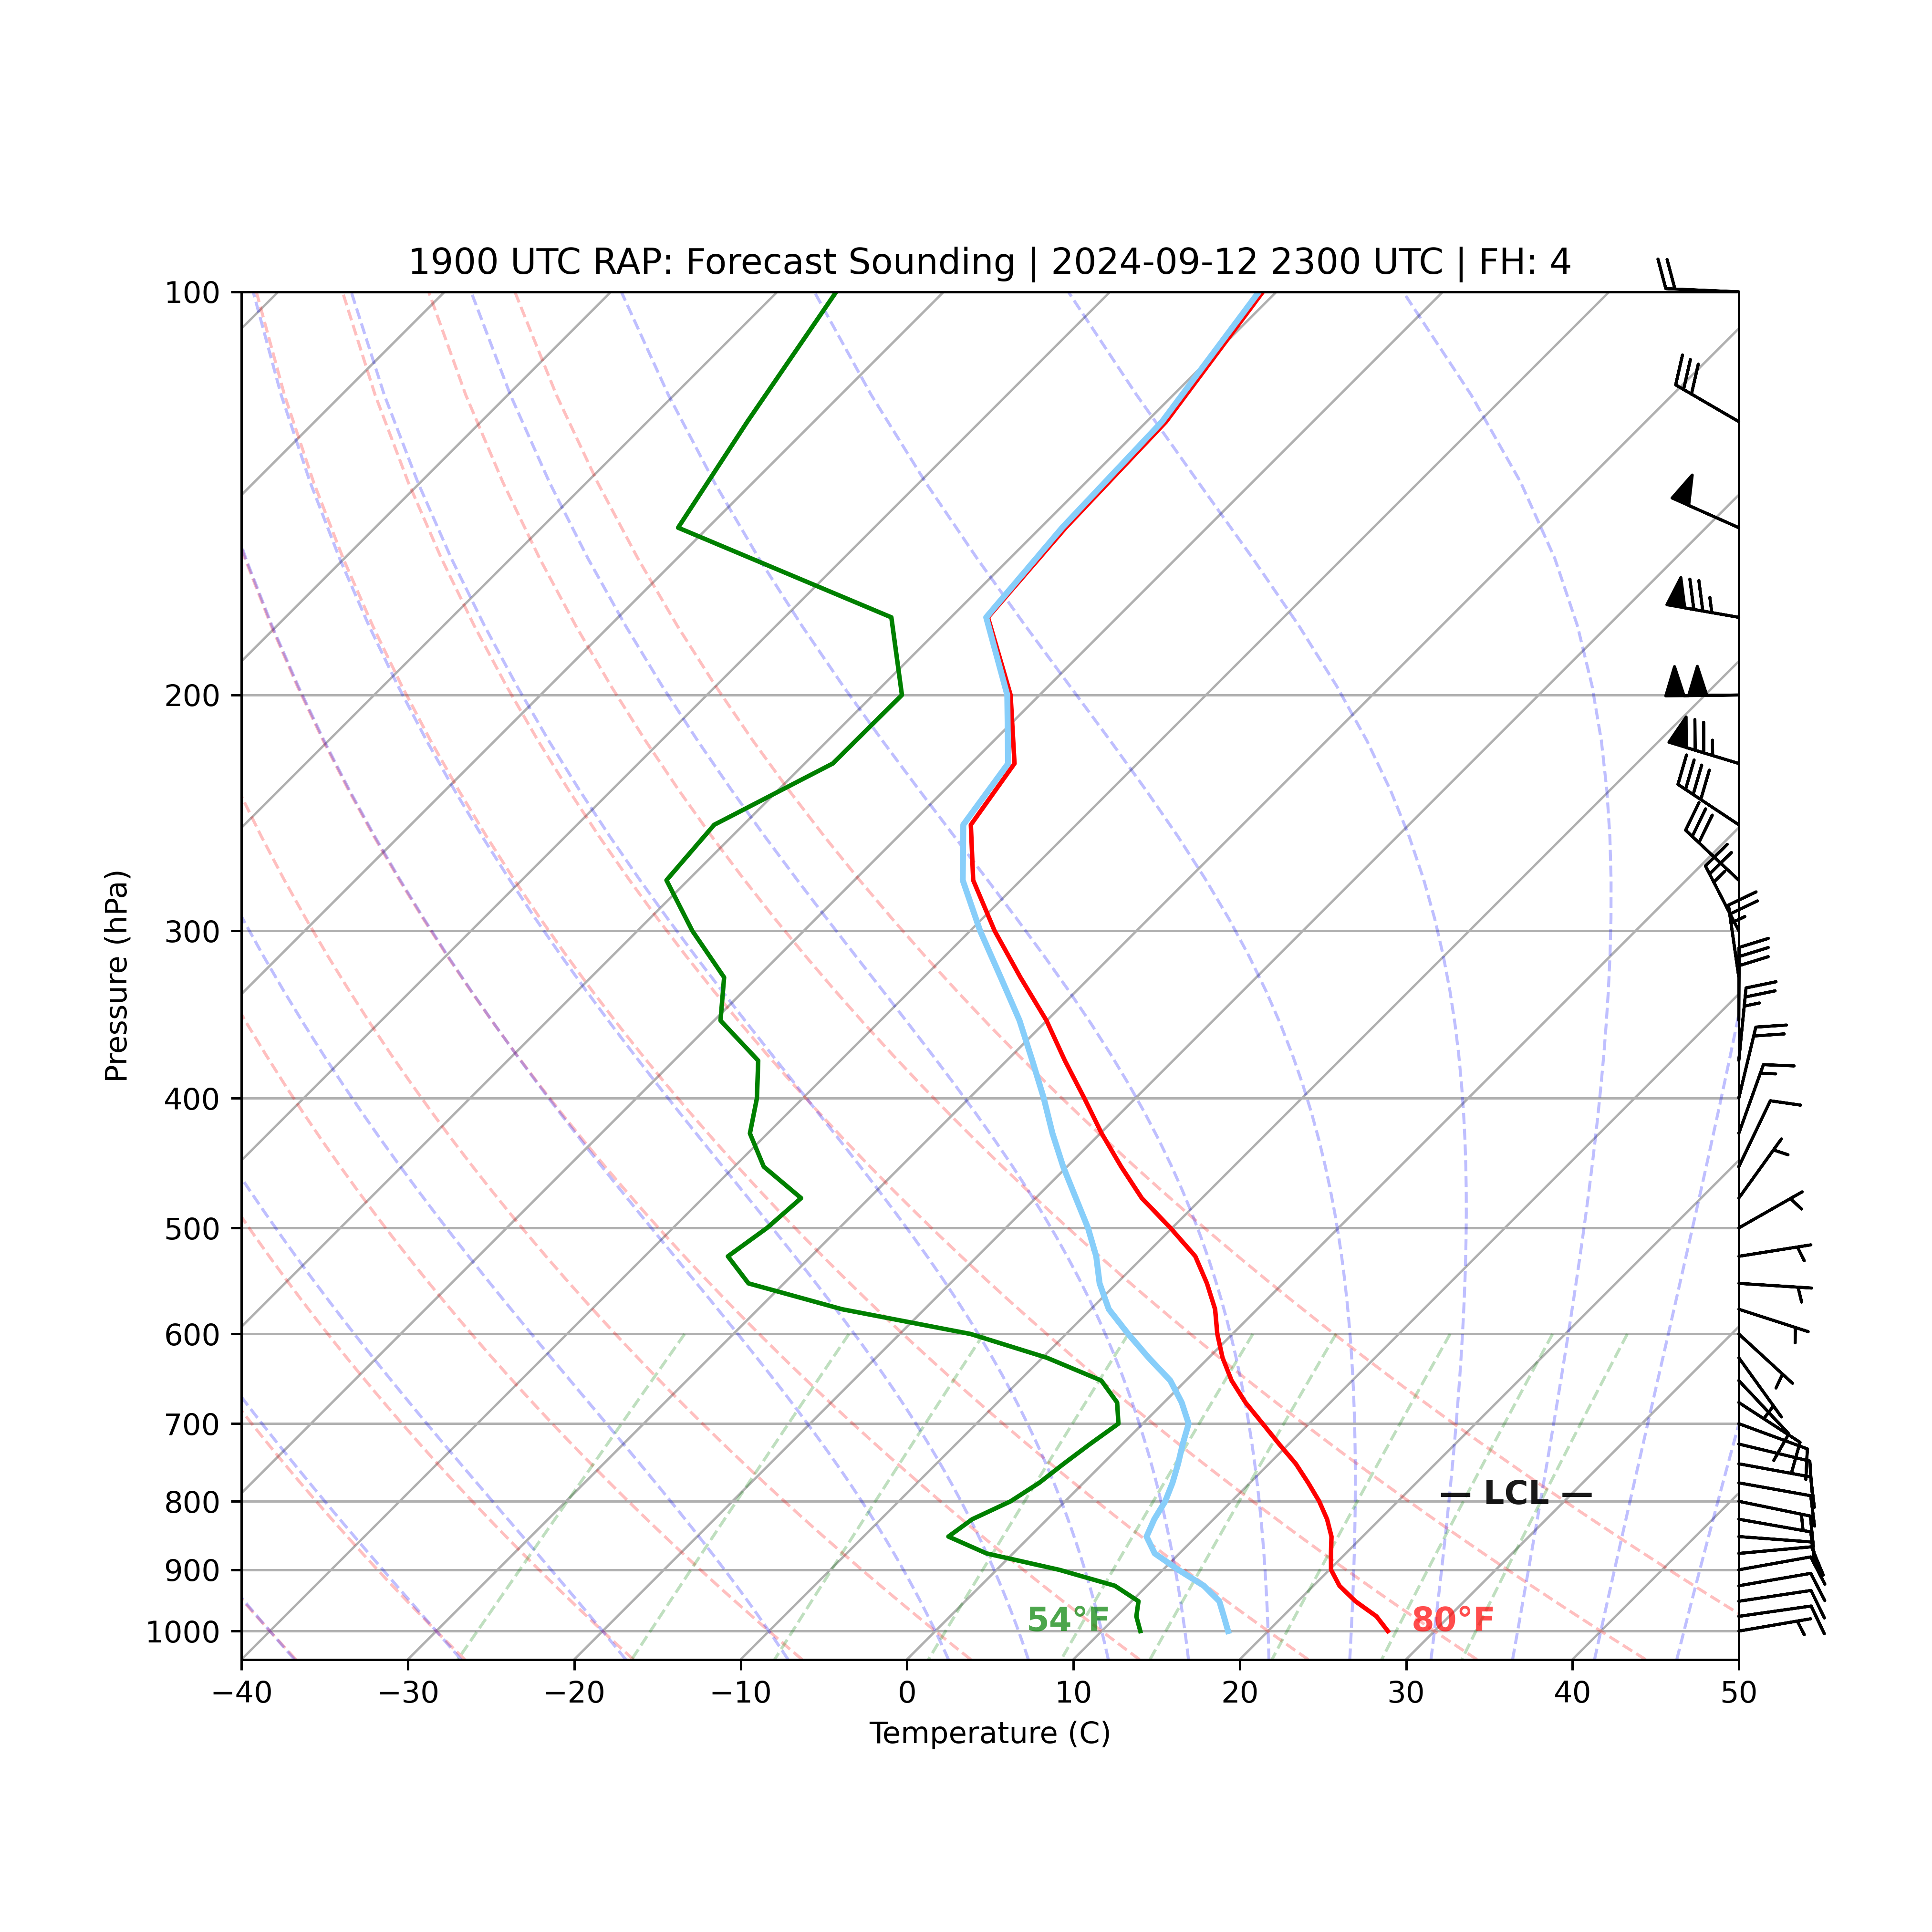 1900 UTC RAP: Forecast Sounding | 2024-09-12 2300 UTC | FH: 4
100
200
300
400
500
600
700
800
900
1000
Pressure (hPa)
— LCL —
54°F
80°F
−40 −30 −20 −10 0 10 20 30 40 50
Temperature (C)